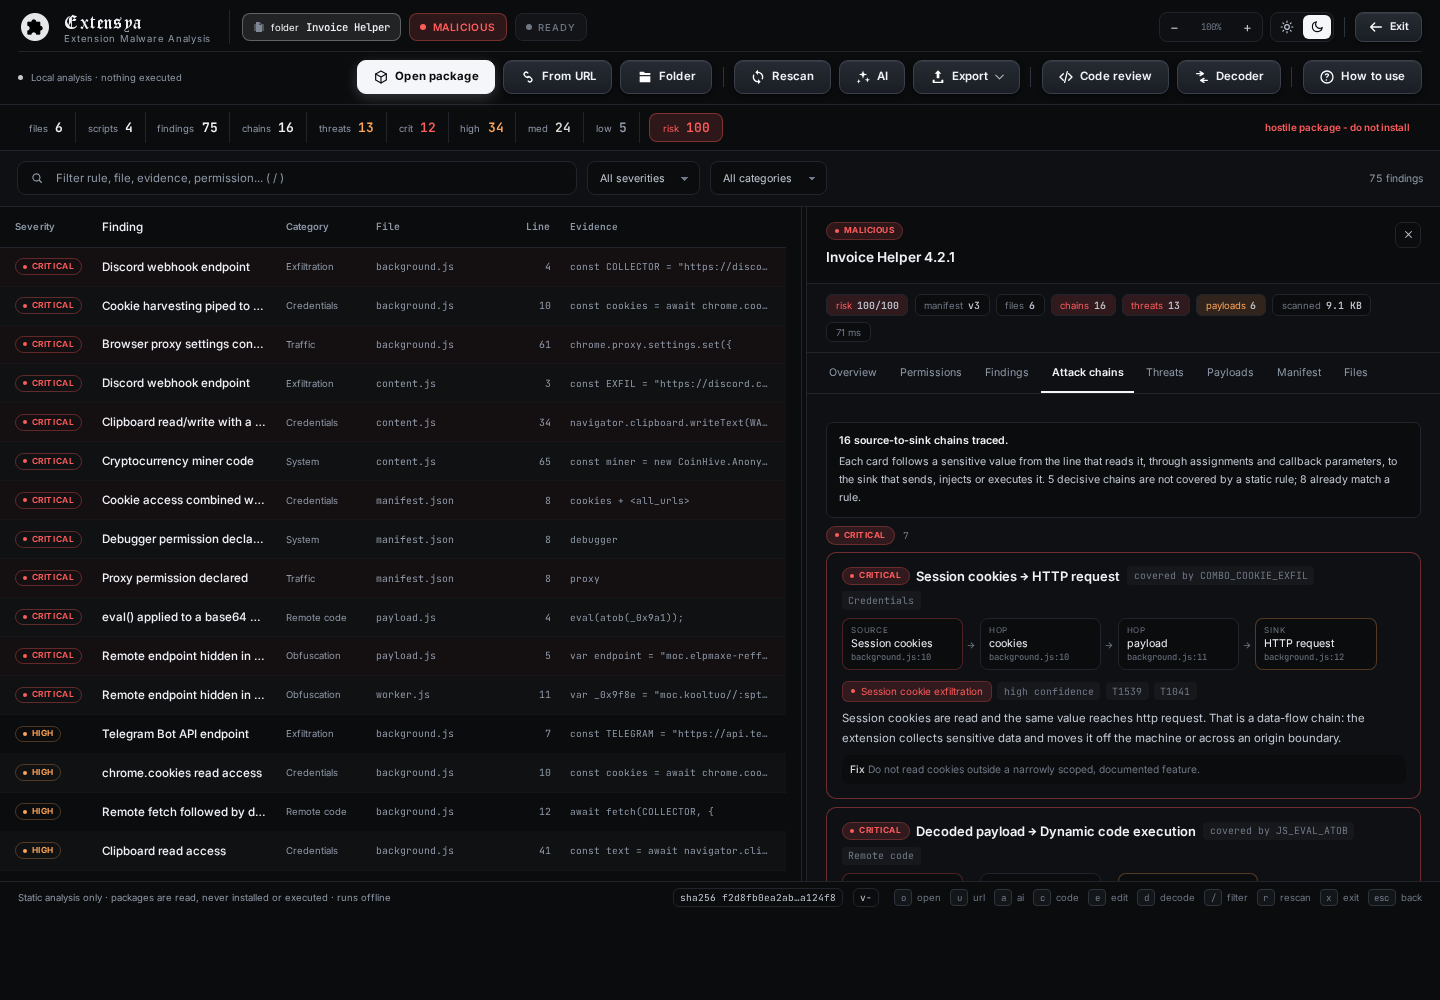 Extensya
Extension Malware Analysis
folder Invoice Helper
MALICIOUS
READY
− 100% +
Exit
Local analysis · nothing executed
Open package
From URL
Folder
Rescan
AI
Export
Code review
Decoder
How to use
files 6
scripts 4
findings 75
chains 16
threats 13
crit 12
high 34
med 24
low 5
risk 100
hostile package - do not install
Filter rule, file, evidence, permission... ( / )
All severities
All categories
75 findings
Severity Finding Category File Line Evidence
CRITICAL Discord webhook endpoint Exfiltration background.js 4 const COLLECTOR = "https://disco…
CRITICAL Cookie harvesting piped to ... Credentials background.js 10 const cookies = await chrome.coo…
CRITICAL Browser proxy settings con... Traffic background.js 61 chrome.proxy.settings.set({
CRITICAL Discord webhook endpoint Exfiltration content.js 3 const EXFIL = "https://discord.c…
CRITICAL Clipboard read/write with a ... Credentials content.js 34 navigator.clipboard.writeText(WA…
CRITICAL Cryptocurrency miner code System content.js 65 const miner = new CoinHive.Anony…
CRITICAL Cookie access combined w... Credentials manifest.json 8 cookies + <all_urls>
CRITICAL Debugger permission decla... System manifest.json 8 debugger
CRITICAL Proxy permission declared Traffic manifest.json 8 proxy
CRITICAL eval() applied to a base64 ... Remote code payload.js 4 eval(atob(_0x9a1));
CRITICAL Remote endpoint hidden in ... Obfuscation payload.js 5 var endpoint = "moc.elpmaxe-reff…
CRITICAL Remote endpoint hidden in ... Obfuscation worker.js 11 var _0x9f8e = "moc.kooltuo//:spt…
HIGH Telegram Bot API endpoint Exfiltration background.js 7 const TELEGRAM = "https://api.te…
HIGH chrome.cookies read access Credentials background.js 10 const cookies = await chrome.coo…
HIGH Remote fetch followed by d... Remote code background.js 12 await fetch(COLLECTOR, {
HIGH Clipboard read access Credentials background.js 41 const text = await navigator.cli…
MALICIOUS
Invoice Helper 4.2.1
risk 100/100
manifest v3
files 6
chains 16
threats 13
payloads 6
scanned 9.1 KB
71 ms
Overview Permissions Findings Attack chains Threats Payloads Manifest Files
16 source-to-sink chains traced.
Each card follows a sensitive value from the line that reads it, through assignments and callback parameters, to
the sink that sends, injects or executes it. 5 decisive chains are not covered by a static rule; 8 already match a
rule.
CRITICAL 7
CRITICAL Session cookies → HTTP request covered by COMBO_COOKIE_EXFIL
Credentials
SOURCE
Session cookies
background.js:10
→
HOP
cookies
background.js:10
→
HOP
payload
background.js:11
→
SINK
HTTP request
background.js:12
Session cookie exfiltration high confidence T1539 T1041
Session cookies are read and the same value reaches http request. That is a data-flow chain: the
extension collects sensitive data and moves it off the machine or across an origin boundary.
Fix Do not read cookies outside a narrowly scoped, documented feature.
CRITICAL Decoded payload → Dynamic code execution covered by JS_EVAL_ATOB
Remote code
Static analysis only · packages are read, never installed or executed · runs offline
sha256 f2d8fb0ea2ab…a124f8
v-
o open u url a ai c code e edit d decode / filter r rescan x exit esc back